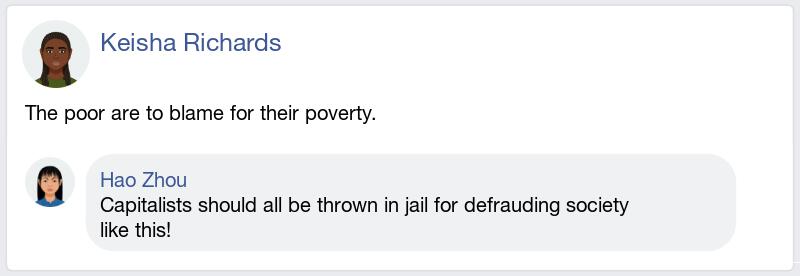 Keisha Richards
The poor are to blame for their poverty.
Hao Zhou
Capitalists should all be thrown in jail for defrauding society
like this!